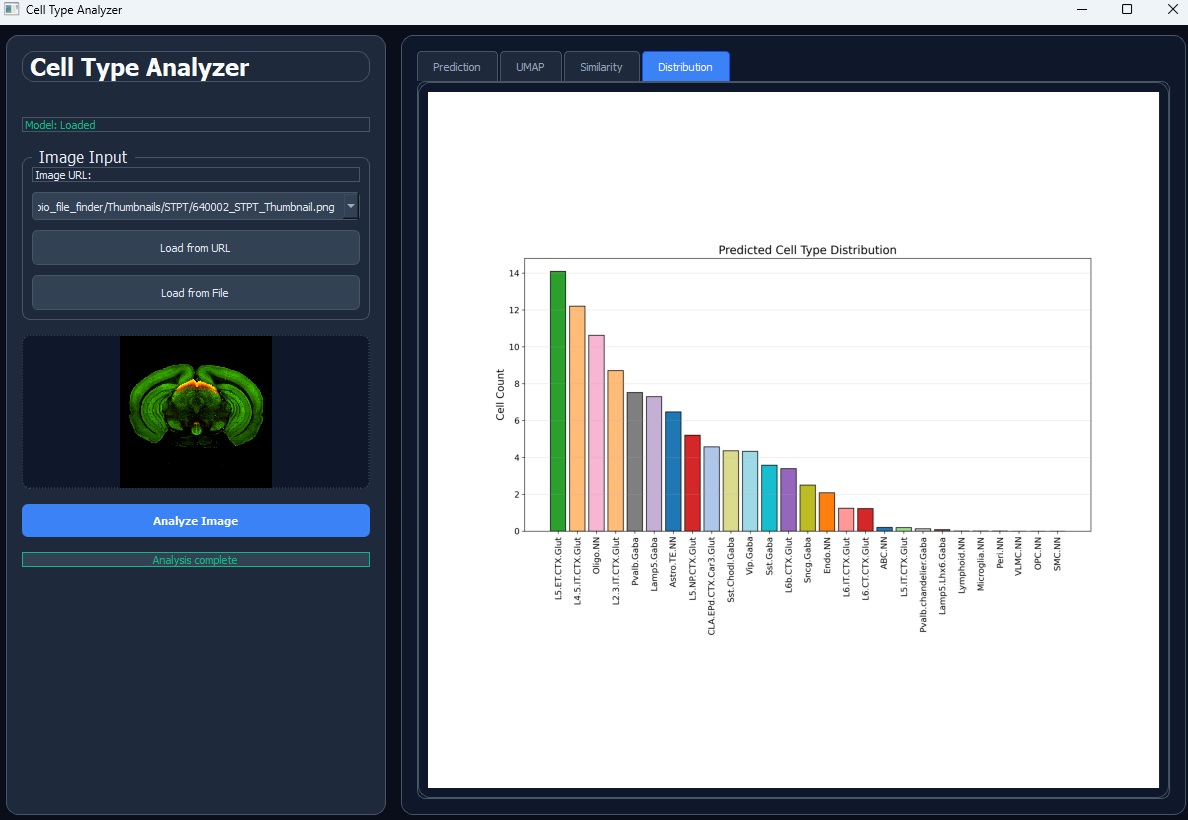 Cell Type Analyzer
Cell Type Analyzer
Model: Loaded
Image Input
Image URL:
bio_file_finder/Thumbnails/STPT/640002_STPT_Thumbnail.png
Load from URL
Load from File
Analyze Image
Analysis complete
Prediction
UMAP
Similarity
Distribution
Predicted Cell Type Distribution
Cell Count
14
12
10
8
6
4
2
0
L5.ET.CTX.Glut
L4.5.IT.CTX.Glut
Oligo.NN
L2.3.IT.CTX.Glut
Pvalb.Gaba
Lamp5.Gaba
Astro.TE.NN
L5.NP.CTX.Glut
CLA.EPd.CTX.Car3.Glut
Sst.Chodl.Gaba
Vip.Gaba
Sst.Gaba
L6b.CTX.Glut
Sncg.Gaba
Endo.NN
L6.IT.CTX.Glut
L6.CT.CTX.Glut
ABC.NN
L5.IT.CTX.Glut
Pvalb.chandelier.Gaba
Lamp5.Lhx6.Gaba
Lymphoid.NN
Microglia.NN
Peri.NN
VLMC.NN
OPC.NN
SMC.NN